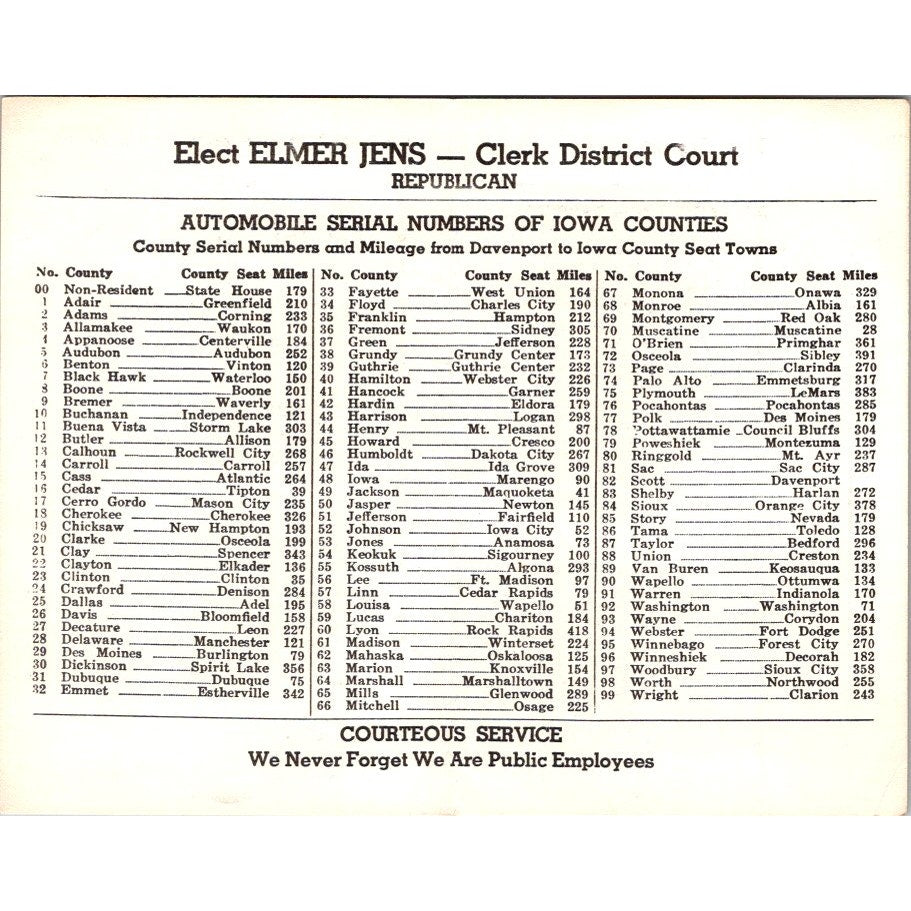 Elect ELMER JENS — Clerk District Court
REPUBLICAN
AUTOMOBILE SERIAL NUMBERS OF IOWA COUNTIES
County Serial Numbers and Mileage from Davenport to Iowa County Seat Towns
No. County County Seat Miles
00 Non-Resident State House 179
1 Adair Greenfield 210
2 Adams Corning 233
3 Allamakee Waukon 170
4 Appanoose Centerville 184
5 Audubon Audubon 252
6 Benton Vinton 120
7 Black Hawk Waterloo 150
8 Boone Boone 201
9 Bremer Waverly 161
10 Buchanan Independence 121
11 Buena Vista Storm Lake 303
12 Butler Allison 179
13 Calhoun Rockwell City 268
14 Carroll Carroll 257
15 Cass Atlantic 264
16 Cedar Tipton 39
17 Cerro Gordo Mason City 235
18 Cherokee Cherokee 326
19 Chicksaw New Hampton 193
20 Clarke Osceola 199
21 Clay Spencer 343
22 Clayton Elkader 136
23 Clinton Clinton 35
24 Crawford Denison 284
25 Dallas Adel 195
26 Davis Bloomfield 158
27 Decature Leon 227
28 Delaware Manchester 121
29 Des Moines Burlington 79
30 Dickinson Spirit Lake 356
31 Dubuque Dubuque 75
32 Emmet Estherville 342
No. County County Seat Miles
33 Fayette West Union 164
34 Floyd Charles City 190
35 Franklin Hampton 212
36 Fremont Sidney 305
37 Green Jefferson 228
38 Grundy Grundy Center 173
39 Guthrie Guthrie Center 232
40 Hamilton Webster City 226
41 Hancock Garner 259
42 Hardin Eldora 179
43 Harrison Logan 298
44 Henry Mt. Pleasant 87
45 Howard Cresco 200
46 Humboldt Dakota City 267
47 Ida Ida Grove 309
48 Iowa Marengo 90
49 Jackson Maquoketa 41
50 Jasper Newton 145
51 Jefferson Fairfield 110
52 Johnson Iowa City 52
53 Jones Anamosa 73
54 Keokuk Sigourney 100
55 Kossuth Algona 293
56 Lee Ft. Madison 97
57 Linn Cedar Rapids 79
58 Louisa Wapello 51
59 Lucas Chariton 184
60 Lyon Rock Rapids 418
61 Madison Winterset 224
62 Mahaska Oskaloosa 125
63 Marion Knoxville 154
64 Marshall Marshalltown 149
65 Mills Glenwood 289
66 Mitchell Osage 225
No. County County Seat Miles
67 Monona Onawa 329
68 Monroe Albia 161
69 Montgomery Red Oak 280
70 Muscatine Muscatine 28
71 O'Brien Primghar 361
72 Osceola Sibley 391
73 Page Clarinda 270
74 Palo Alto Emmetsburg 317
75 Plymouth LeMars 383
76 Pocahontas Pocahontas 285
77 Polk Des Moines 179
78 Pottawattamie Council Bluffs 304
79 Poweshiek Montezuma 129
80 Ringgold Mt. Ayr 237
81 Sac Sac City 287
82 Scott Davenport
83 Shelby Harlan 272
84 Sioux Orange City 378
85 Story Nevada 179
86 Tama Toledo 128
87 Taylor Bedford 296
88 Union Creston 234
89 Van Buren Keosauqua 133
90 Wapello Ottumwa 134
91 Warren Indianola 170
92 Washington Washington 71
93 Wayne Corydon 204
94 Webster Fort Dodge 251
95 Winnebago Forest City 270
96 Winneshiek Decorah 182
97 Woodbury Sioux City 358
98 Worth Northwood 255
99 Wright Clarion 243
COURTEOUS SERVICE
We Never Forget We Are Public Employees